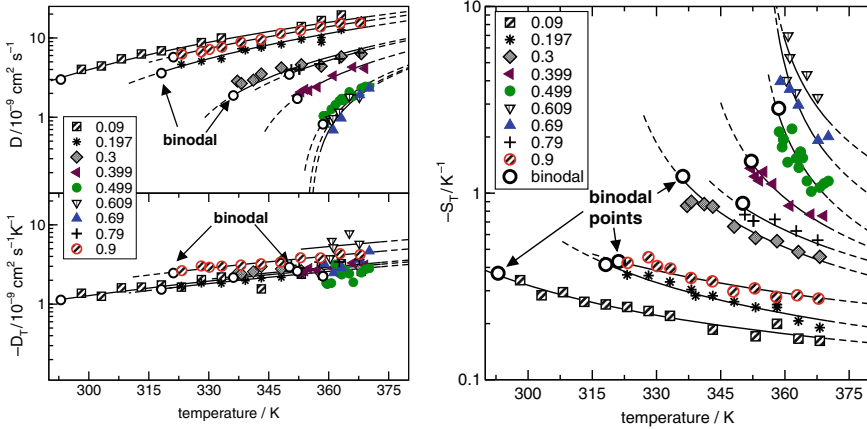 D / 10⁻⁹ cm² s⁻¹
10
1
binodal
0.09
0.197
0.3
0.399
0.499
0.609
0.69
0.79
0.9
−D_T / 10⁻⁹ cm² s⁻¹K⁻¹
10
1
binodal
300 315 330 345 360 375
temperature / K
−S_T / K⁻¹
10
1
0.1
0.09
0.197
0.3
0.399
0.499
0.609
0.69
0.79
0.9
binodal
binodal
points
300 315 330 345 360 375
temperature / K